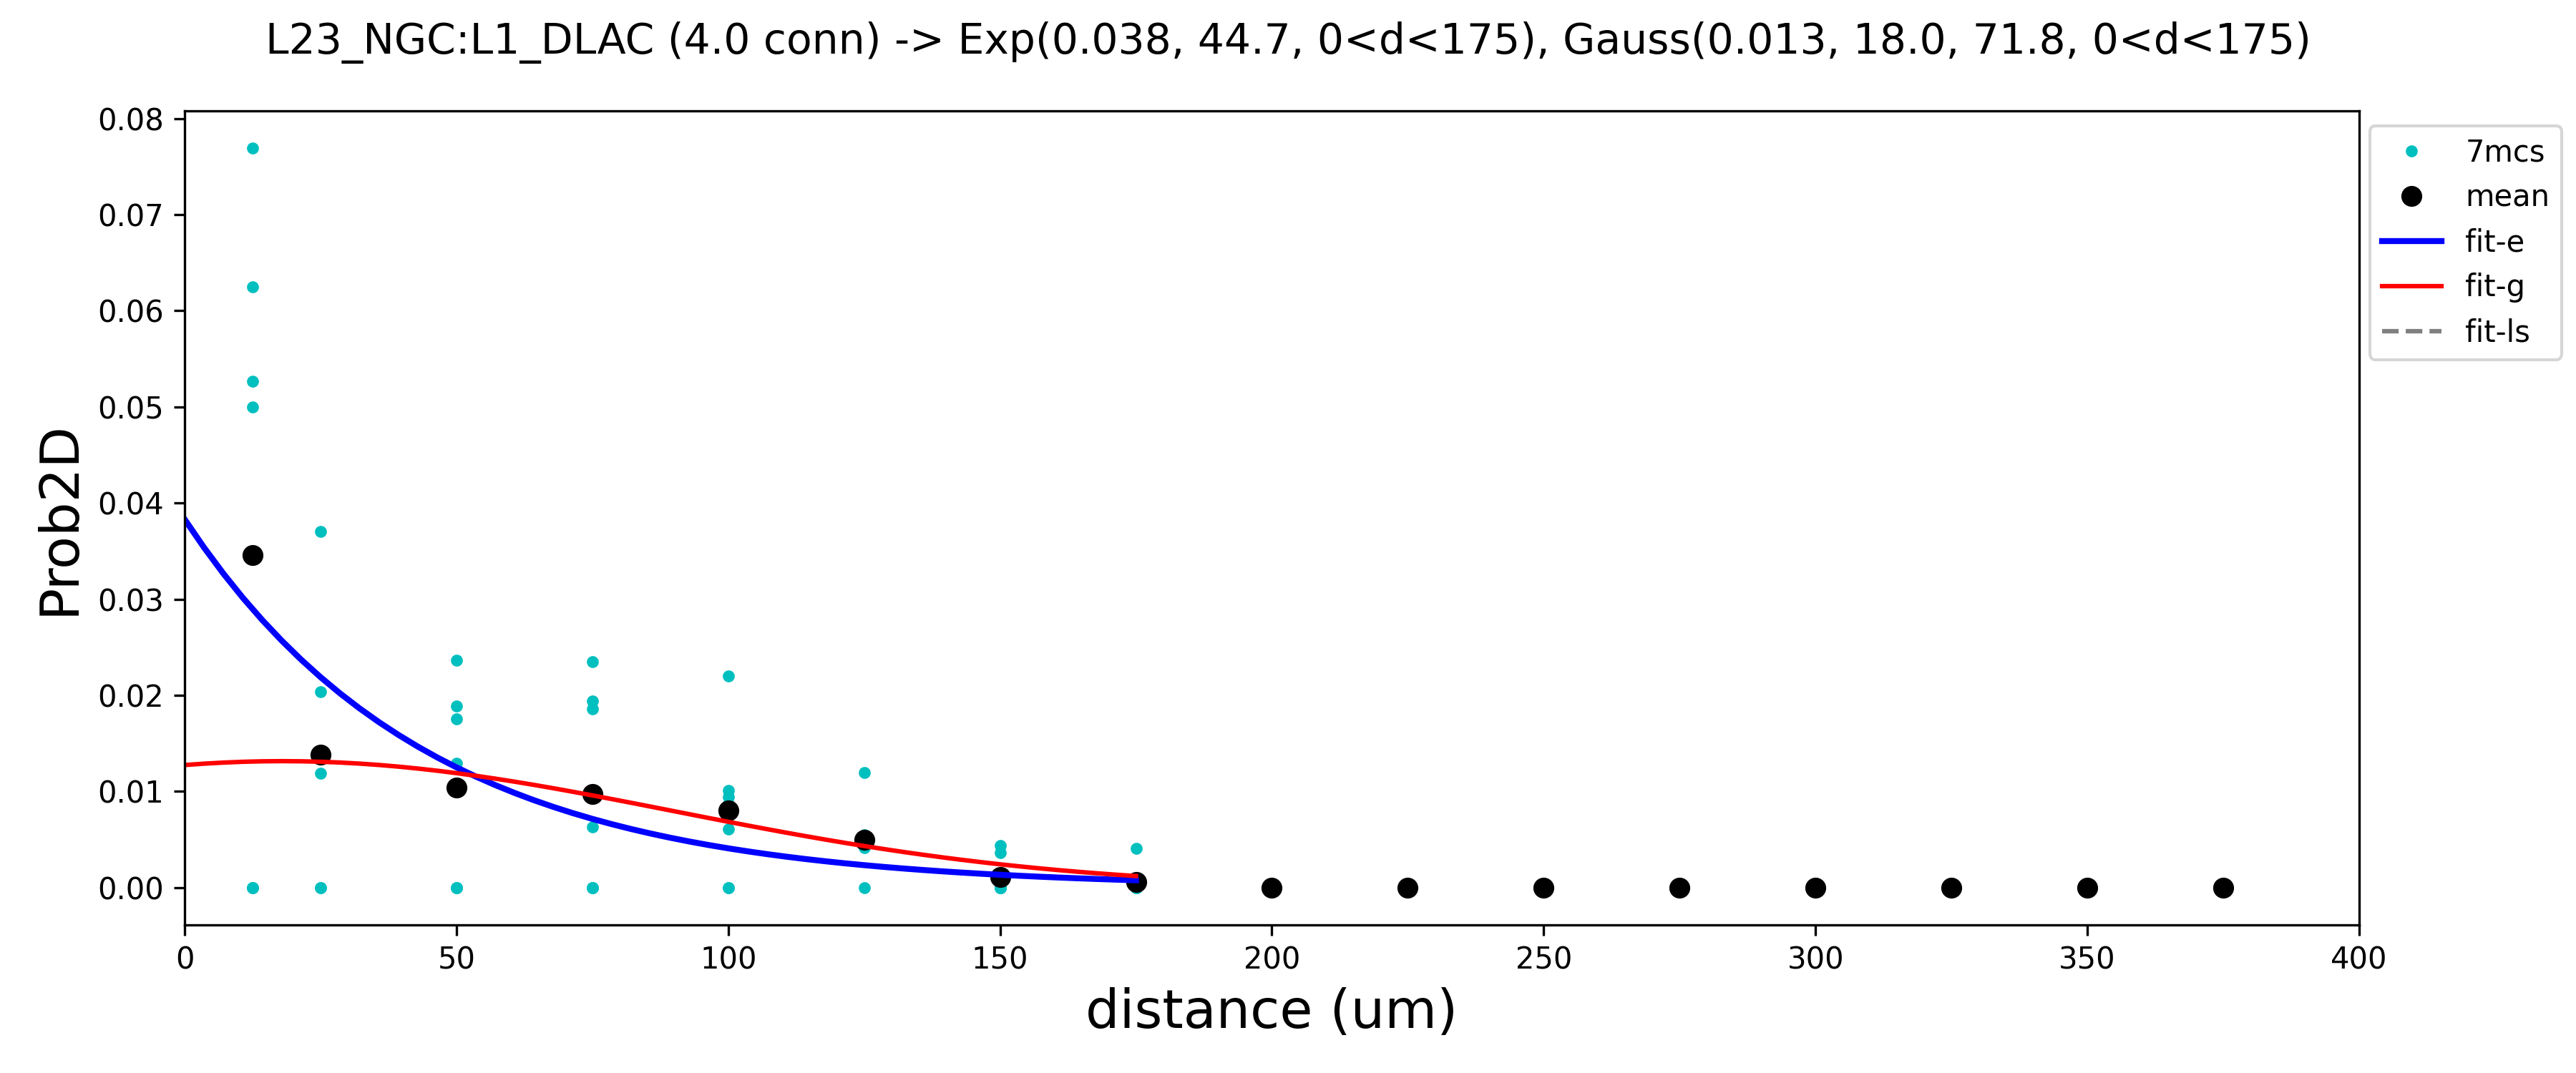 L23_NGC:L1_DLAC (4.0 conn) -> Exp(0.038, 44.7, 0<d<175), Gauss(0.013, 18.0, 71.8, 0<d<175)
0.08
0.07
0.06
0.05
0.04
0.03
0.02
0.01
0.00
Prob2D
0 50 100 150 200 250 300 350 400
distance (um)
7mcs
mean
fit-e
fit-g
fit-ls